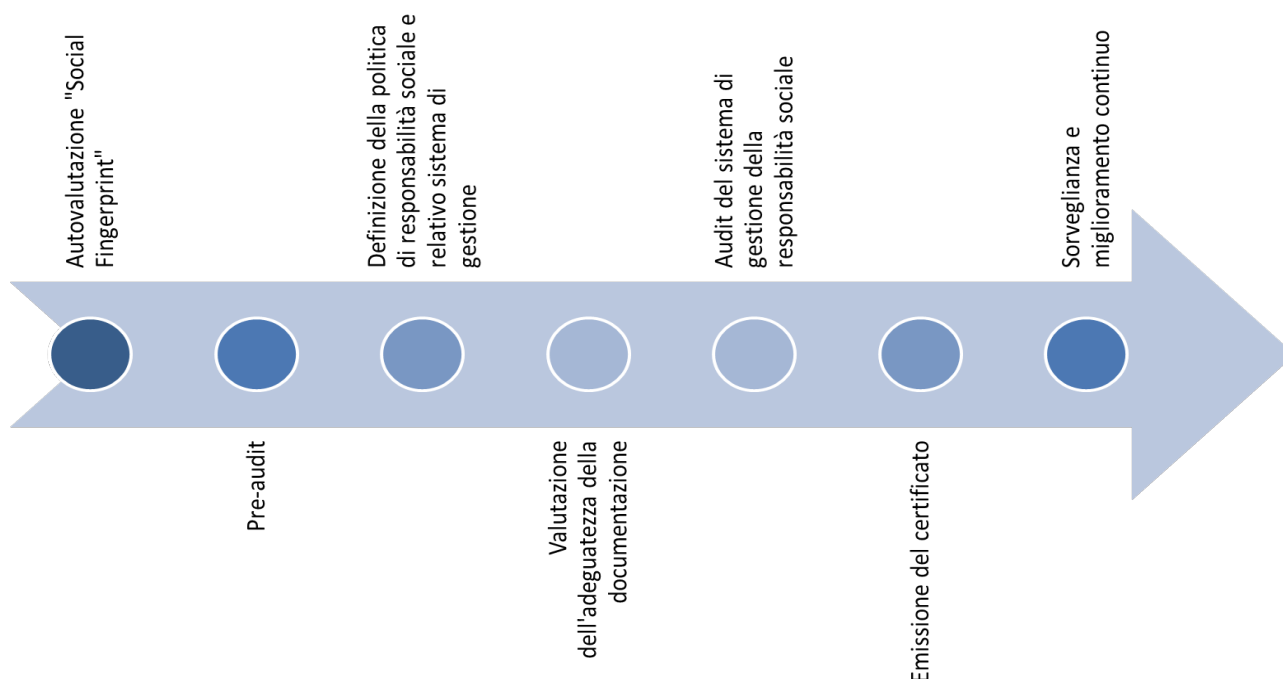 Autovalutazione "Social
Fingerprint"
Pre-audit
Definizione della politica
di responsabilità sociale e
relativo sistema di
gestione
Valutazione
dell'adeguatezza della
documentazione
Audit del sistema di
gestione della
responsabilità sociale
Emissione del certificato
Sorveglianza e
miglioramento continuo